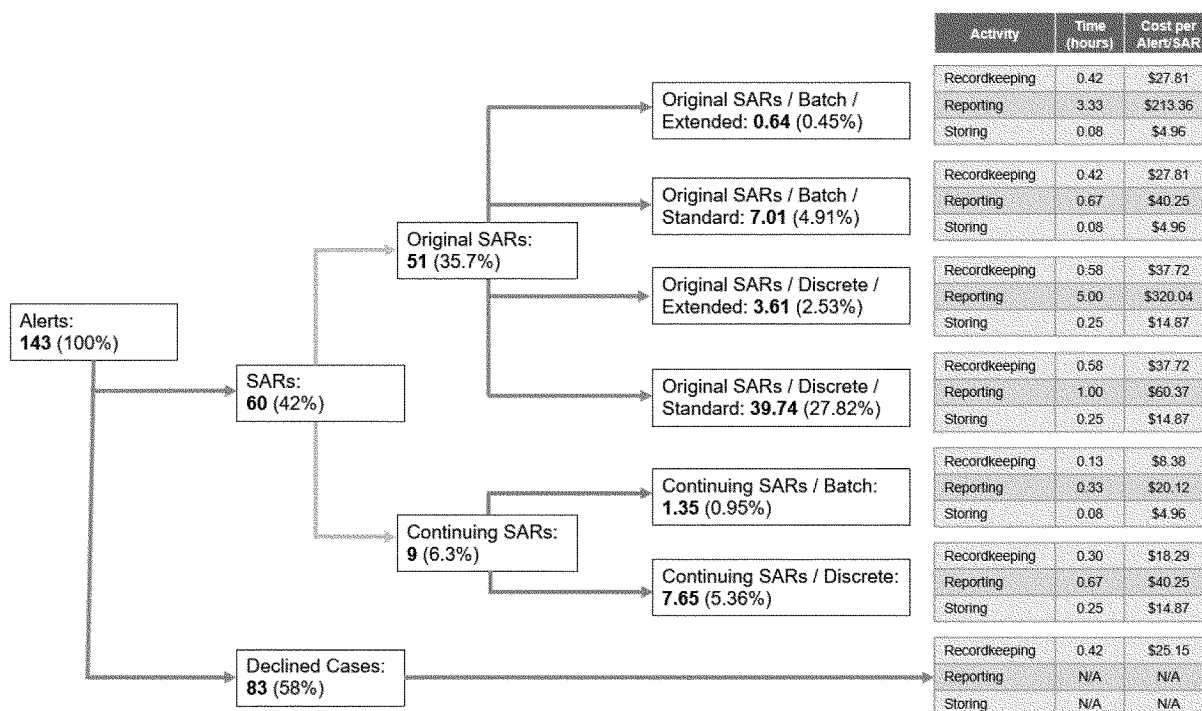 Activity Time (hours) Cost per Alert/SAR
Recordkeeping 0.42 $27.81
Reporting 3.33 $213.36
Storing 0.08 $4.96
Original SARs / Batch /
Extended: 0.64 (0.45%)
Recordkeeping 0.42 $27.81
Reporting 0.67 $40.25
Storing 0.08 $4.96
Original SARs / Batch /
Standard: 7.01 (4.91%)
Original SARs:
51 (35.7%)
Recordkeeping 0.58 $37.72
Reporting 5.00 $320.04
Storing 0.25 $14.87
Original SARs / Discrete /
Extended: 3.61 (2.53%)
Alerts:
143 (100%)
SARs:
60 (42%)
Recordkeeping 0.58 $37.72
Reporting 1.00 $60.37
Storing 0.25 $14.87
Original SARs / Discrete /
Standard: 39.74 (27.82%)
Recordkeeping 0.13 $8.38
Reporting 0.33 $20.12
Storing 0.08 $4.96
Continuing SARs / Batch:
1.35 (0.95%)
Continuing SARs:
9 (6.3%)
Recordkeeping 0.30 $18.29
Reporting 0.67 $40.25
Storing 0.25 $14.87
Continuing SARs / Discrete:
7.65 (5.36%)
Declined Cases:
83 (58%)
Recordkeeping 0.42 $25.15
Reporting N/A N/A
Storing N/A N/A